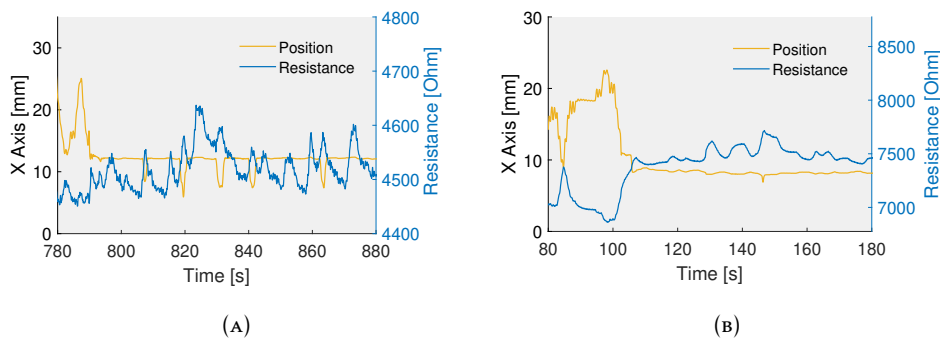 30
20
10
0
X Axis [mm]
780 800 820 840 860 880
Time [s]
4800
4700
4600
4500
4400
Resistance [Ohm]
Position
Resistance
(A)
30
20
10
0
X Axis [mm]
80 100 120 140 160 180
Time [s]
8500
8000
7500
7000
Resistance [Ohm]
Position
Resistance
(B)